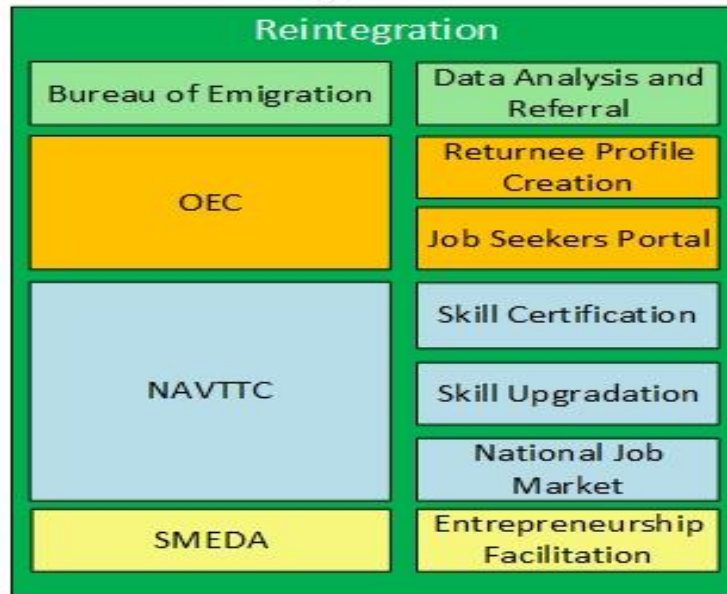 Reintegration
Bureau of Emigration
Data Analysis and
Referral
OEC
Returnee Profile
Creation
Job Seekers Portal
NAVTTC
Skill Certification
Skill Upgradation
National Job
Market
SMEDA
Entrepreneurship
Facilitation